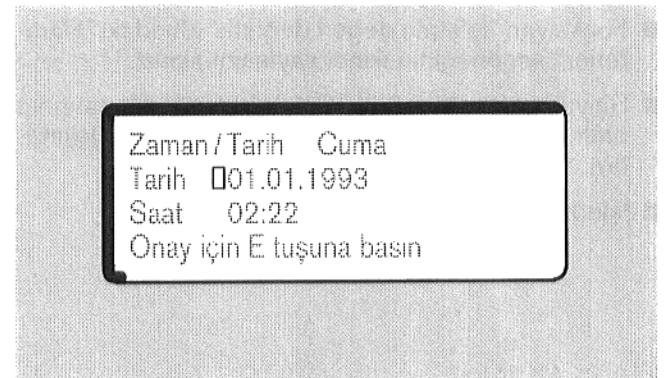 Zaman / Tarih Cuma
Tarih 01.01.1993
Saat 02:22
Onay için E tuşuna basın